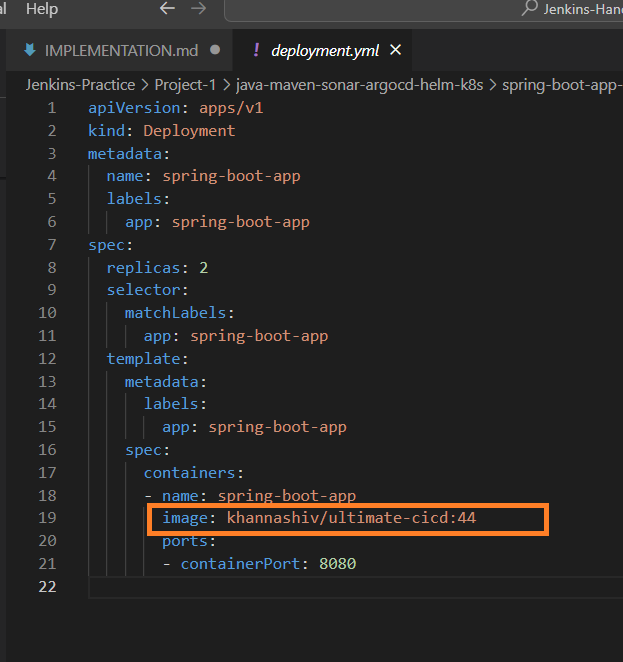 al Help ← → Jenkins-Han
IMPLEMENTATION.md ● ! deployment.yml ×
Jenkins-Practice > Project-1 > java-maven-sonar-argocd-helm-k8s > spring-boot-app-
1 apiVersion: apps/v1
2 kind: Deployment
3 metadata:
4 name: spring-boot-app
5 labels:
6 app: spring-boot-app
7 spec:
8 replicas: 2
9 selector:
10 matchLabels:
11 app: spring-boot-app
12 template:
13 metadata:
14 labels:
15 app: spring-boot-app
16 spec:
17 containers:
18 - name: spring-boot-app
19 image: khannashiv/ultimate-cicd:44
20 ports:
21 - containerPort: 8080
22